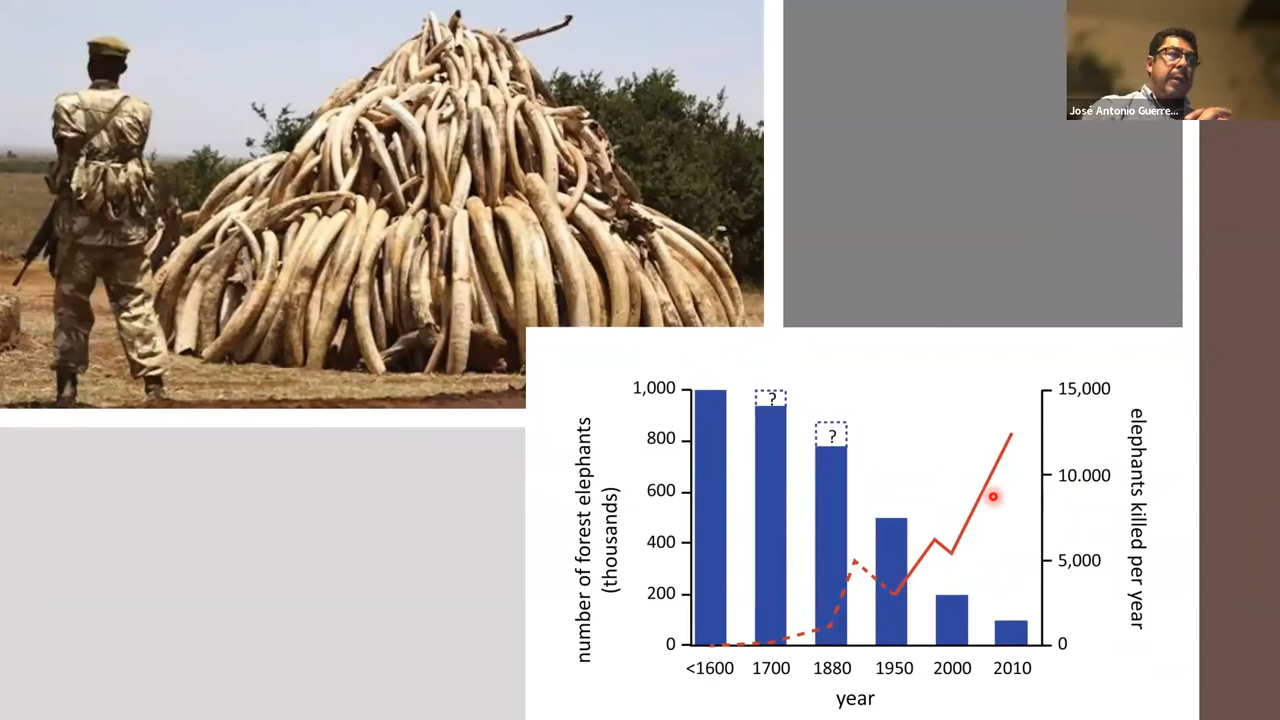 José Antonio Guerre...
1,000
800
600
400
200
0
number of forest elephants
(thousands)
?
?
15,000
10.000
5,000
0
elephants killed per year
<1600 1700 1880 1950 2000 2010
year